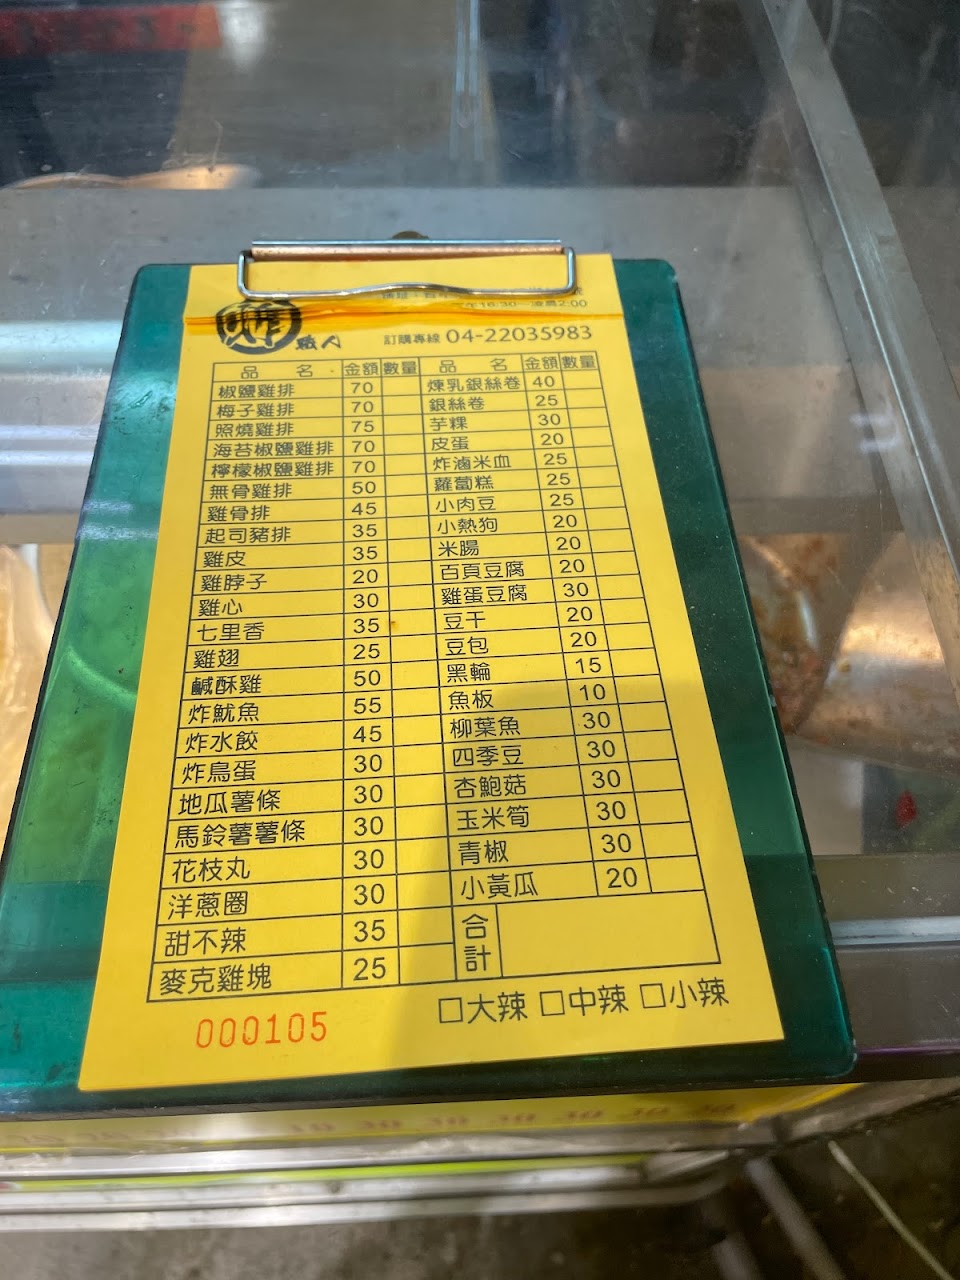 16:30~凌晨2:00
炸 職人
訂購專線 04-22035983
品 名 金額 數量 品 名 金額 數量
椒鹽雞排 70 煉乳銀絲卷 40
梅子雞排 70 銀絲卷 25
照燒雞排 75 芋粿 30
海苔椒鹽雞排 70 皮蛋 20
檸檬椒鹽雞排 70 炸滷米血 25
無骨雞排 50 蘿蔔糕 25
雞骨排 45 小肉豆 25
起司豬排 35 小熱狗 20
雞皮 35 米腸 20
雞脖子 20 百頁豆腐 20
雞心 30 雞蛋豆腐 30
七里香 35 豆干 20
雞翅 25 豆包 20
鹹酥雞 50 黑輪 15
炸魷魚 55 魚板 10
炸水餃 45 柳葉魚 30
炸鳥蛋 30 四季豆 30
地瓜薯條 30 杏鮑菇 30
馬鈴薯薯條 30 玉米筍 30
花枝丸 30 青椒 30
洋蔥圈 30 小黃瓜 20
甜不辣 35 合計
麥克雞塊 25
000105 □大辣 □中辣 □小辣